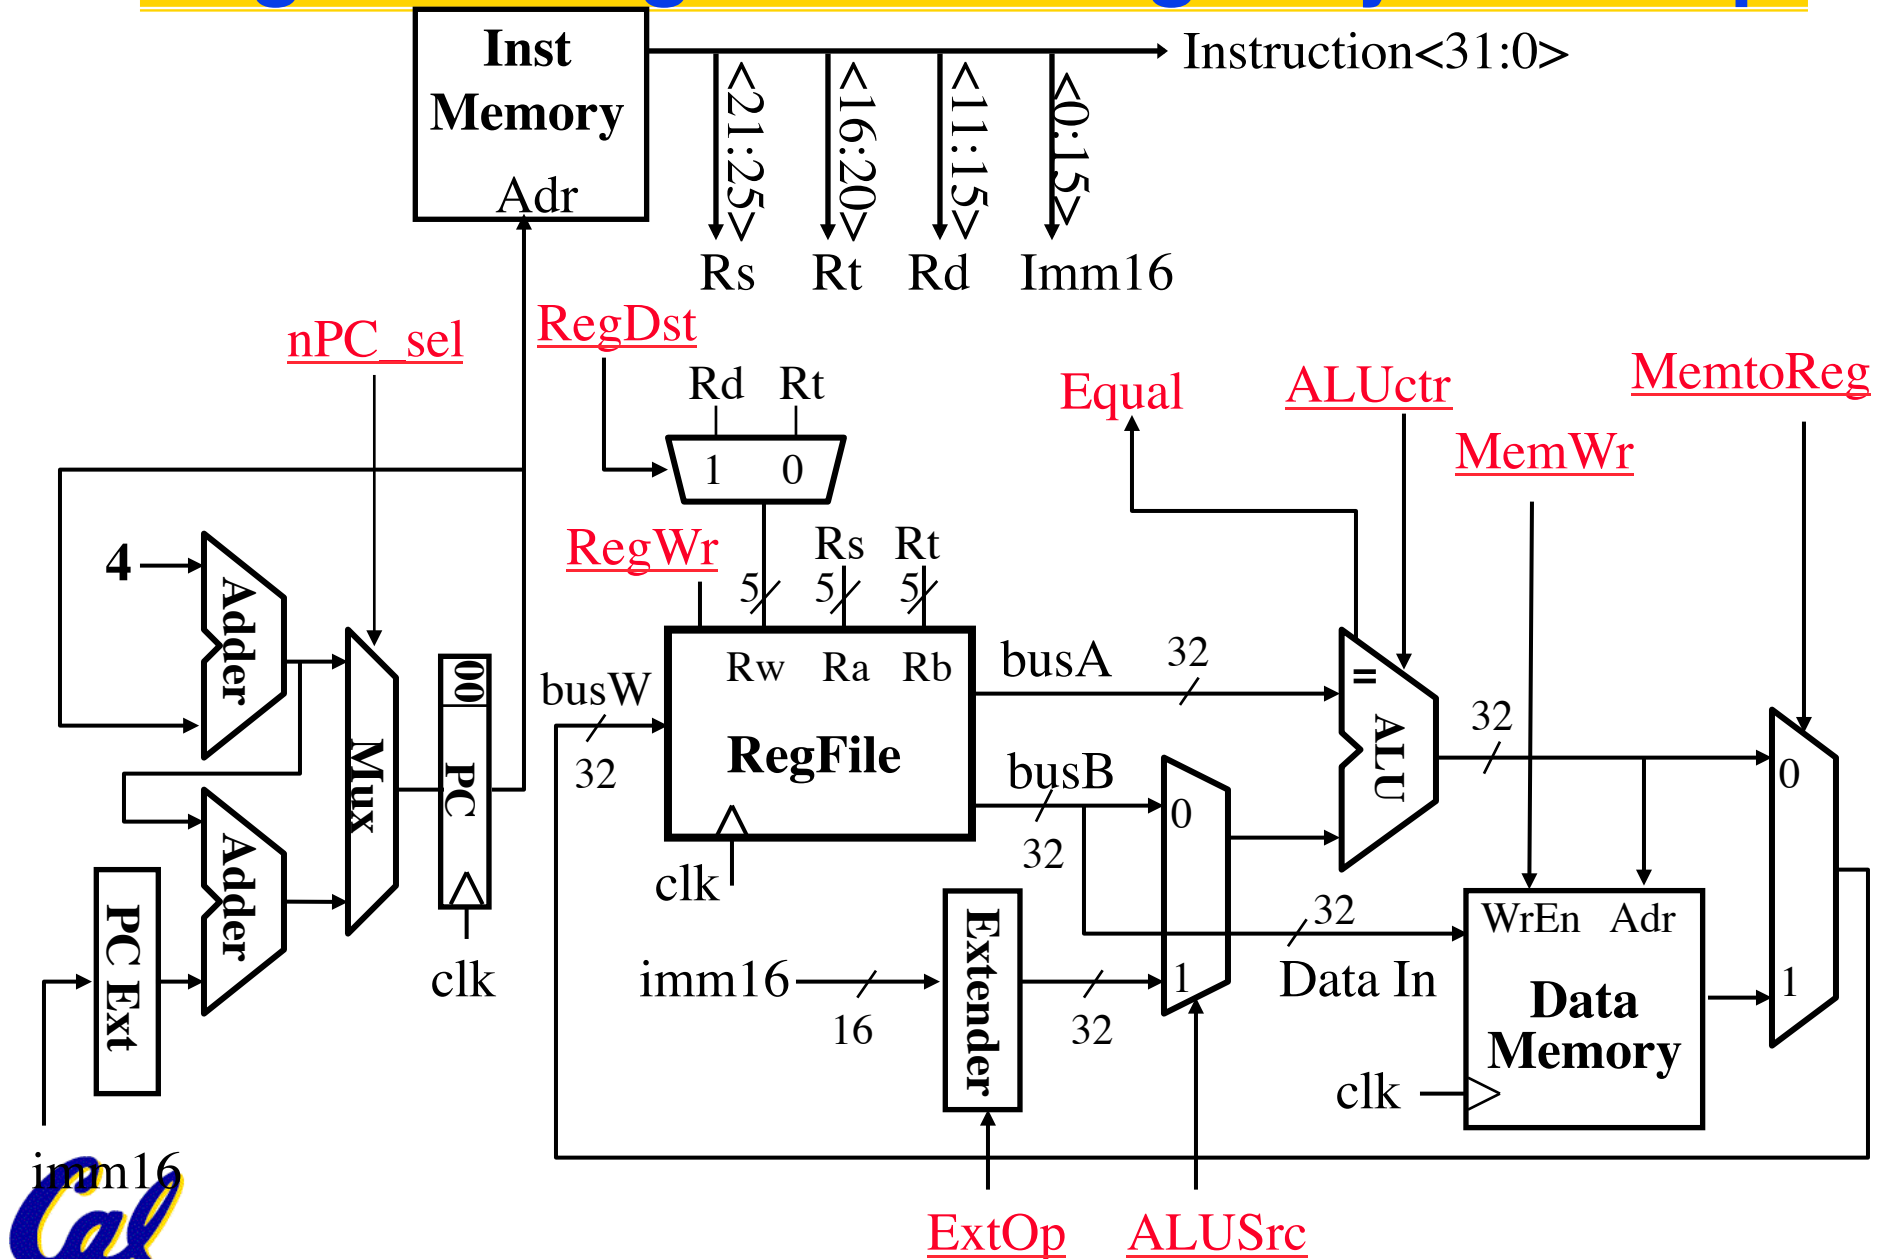 Inst
Memory
Adr
Instruction<31:0>
<21:25>
<16:20>
<11:15>
<0:15>
Rs
Rt
Rd
Imm16
nPC_sel
RegDst
Rd
Rt
1
0
Equal
ALUctr
MemtoReg
MemWr
RegWr
Rs
Rt
5
5
5
4
Adder
Mux
00
PC
Adder
PC Ext
clk
imm16
busW
32
Rw
Ra
Rb
RegFile
clk
busA
32
busB
32
0
1
=
ALU
32
0
1
imm16
16
Extender
32
32
Data In
WrEn
Adr
Data
Memory
clk
ExtOp
ALUSrc
Cal